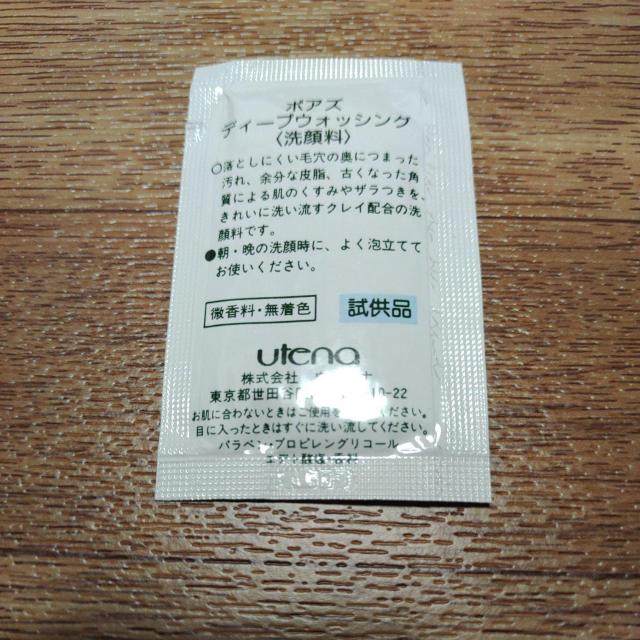 ポアズ
ディープウォッシング
〈洗顔料〉
○落としにくい毛穴の奥につまった
汚れ、余分な皮脂、古くなった角
質による肌のくすみやザラつきを、
きれいに洗い流すクレイ配合の洗
顔料です。
●朝・晩の洗顔時に、よく泡立てて
お使いください。
微香料・無着色
試供品
utena
株式会社
東京都世田谷 -22
お肌に合わないときはご使用を ください。
目に入ったときはすぐに洗い流してください。
パラベン・プロピレングリコール